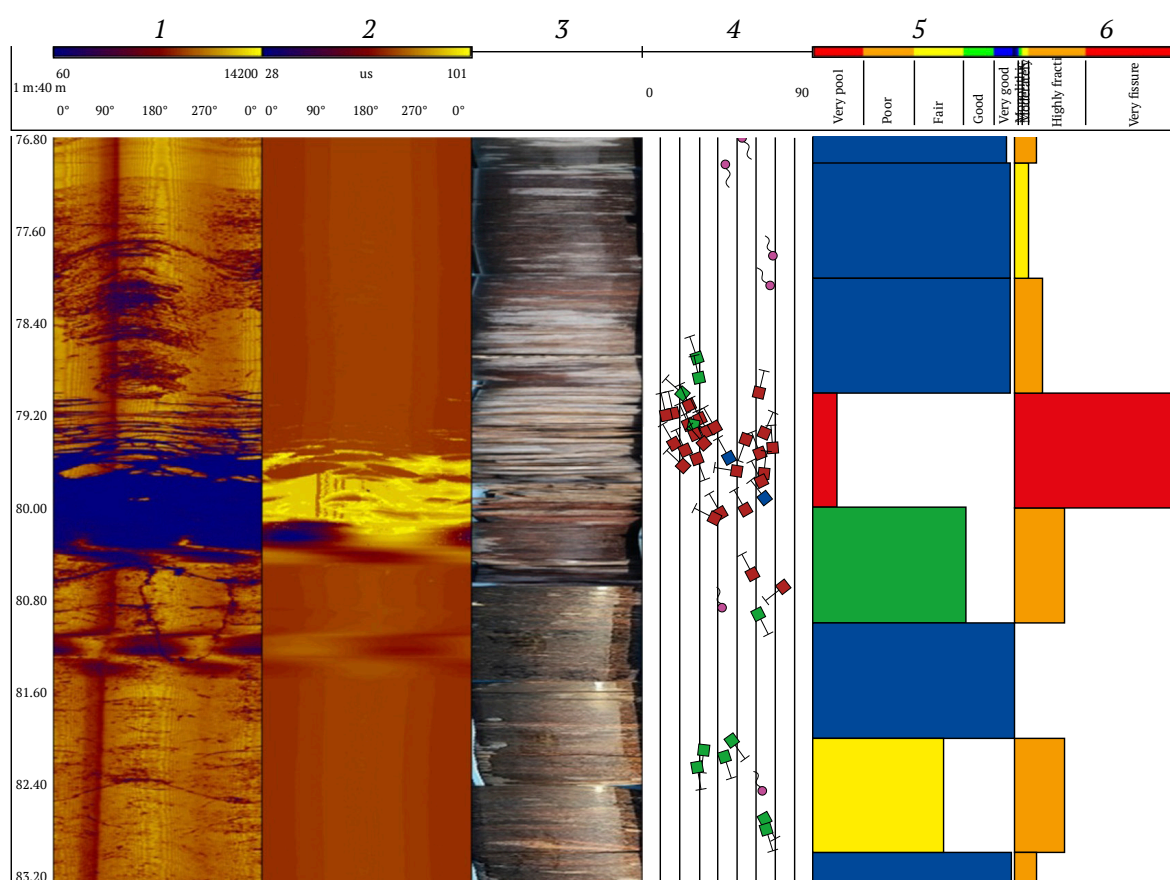 1 2 3 4 5 6
60 14200 28 us 101
1 m:40 m
0° 90° 180° 270° 0° 0° 90° 180° 270° 0°
0 90
Very pool
Poor
Fair
Good
Very good
Highly fracti
Very fissure
76.80
77.60
78.40
79.20
80.00
80.80
81.60
82.40
83.20